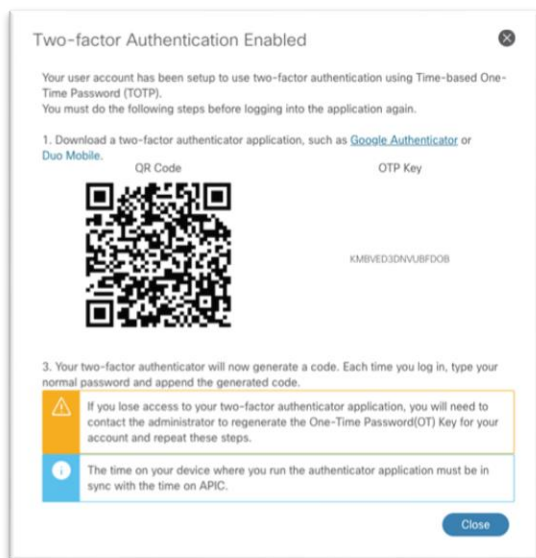 Two-factor Authentication Enabled
Your user account has been setup to use two-factor authentication using Time-based One-
Time Password (TOTP).
You must do the following steps before logging into the application again.
1. Download a two-factor authenticator application, such as Google Authenticator or
Duo Mobile.
QR Code
OTP Key
KMBVED3DNVUBFDOB
3. Your two-factor authenticator will now generate a code. Each time you log in, type your
normal password and append the generated code.
If you lose access to your two-factor authenticator application, you will need to
contact the administrator to regenerate the One-Time Password(OT) Key for your
account and repeat these steps.
The time on your device where you run the authenticator application must be in
sync with the time on APIC.
Close